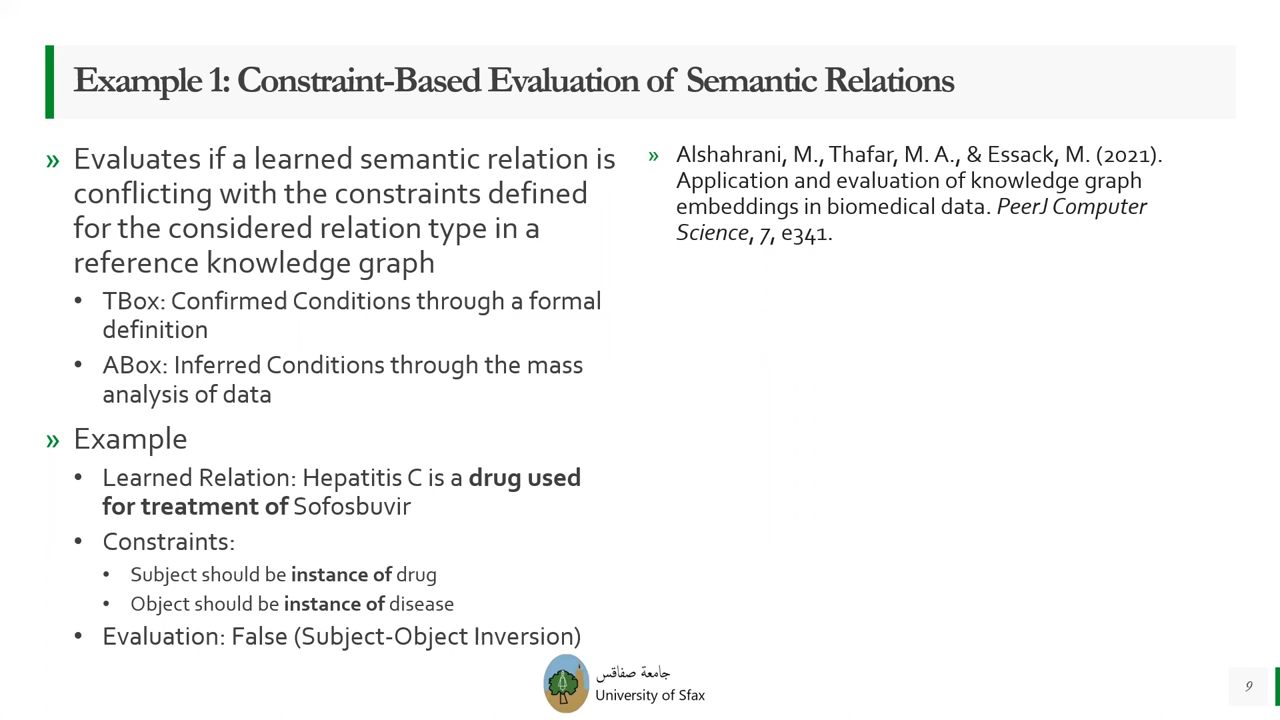 Example 1: Constraint-Based Evaluation of Semantic Relations
» Evaluates if a learned semantic relation is
conflicting with the constraints defined
for the considered relation type in a
reference knowledge graph
• TBox: Confirmed Conditions through a formal
definition
• ABox: Inferred Conditions through the mass
analysis of data
» Example
• Learned Relation: Hepatitis C is a drug used
for treatment of Sofosbuvir
• Constraints:
• Subject should be instance of drug
• Object should be instance of disease
• Evaluation: False (Subject-Object Inversion)
» Alshahrani, M., Thafar, M. A., & Essack, M. (2021).
Application and evaluation of knowledge graph
embeddings in biomedical data. PeerJ Computer
Science, 7, e341.
جامعة صفاقس
University of Sfax
9